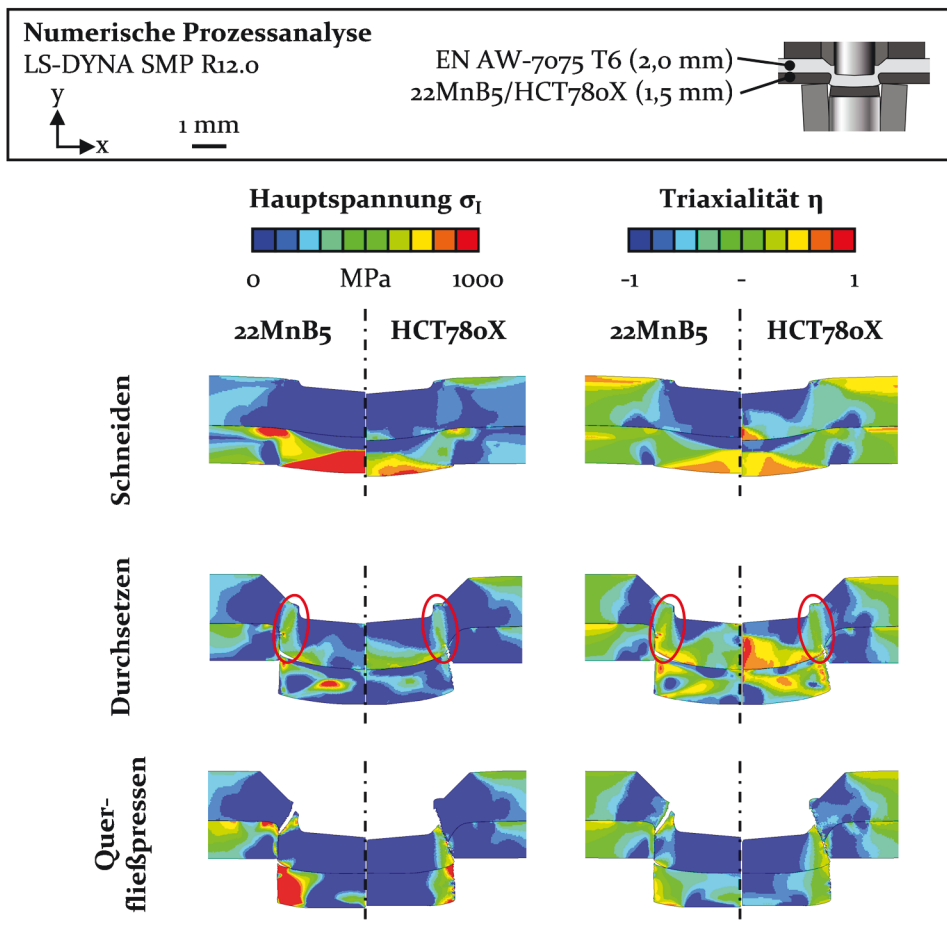 Numerische Prozessanalyse
LS-DYNA SMP R12.0
y
x
1 mm
EN AW-7075 T6 (2,0 mm)
22MnB5/HCT780X (1,5 mm)
Hauptspannung σI
0 MPa 1000
Triaxialität η
-1 - 1
22MnB5 HCT780X
22MnB5 HCT780X
Schneiden
Durchsetzen
Quer-
fließpressen